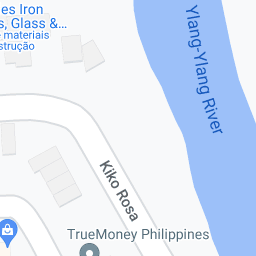 es Iron
s, Glass &...
materiais
strução
Ylang-Ylang River
Kiko Rosa
TrueMoney Philippines